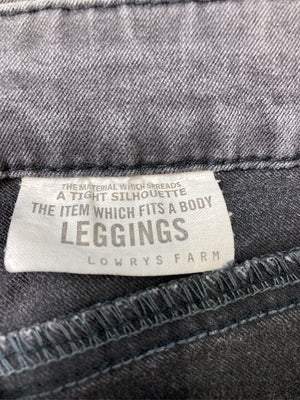 THE MATERIAL WHICH SPREADS
A TIGHT SILHOUETTE
THE ITEM WHICH FITS A BODY
LEGGINGS
LOWRYS FARM